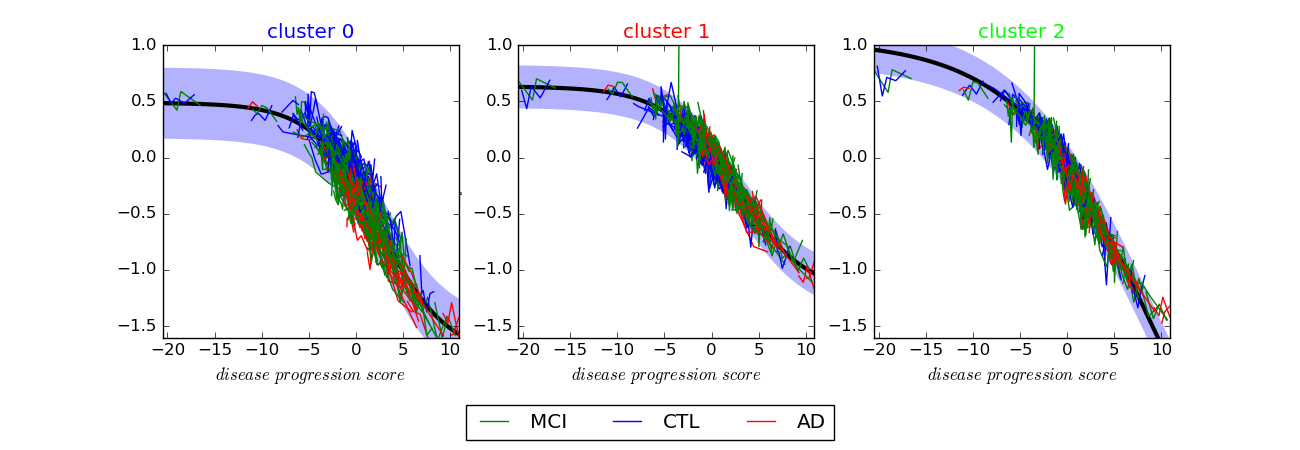 cluster 0 cluster 1 cluster 2
1.0 1.0 1.0
0.5 0.5 0.5
0.0 0.0 0.0
−0.5 −0.5 −0.5
−1.0 −1.0 −1.0
−1.5 −1.5 −1.5
−20 −15 −10 −5 0 5 10 −20 −15 −10 −5 0 5 10 −20 −15 −10 −5 0 5 10
disease progression score disease progression score disease progression score
MCI CTL AD